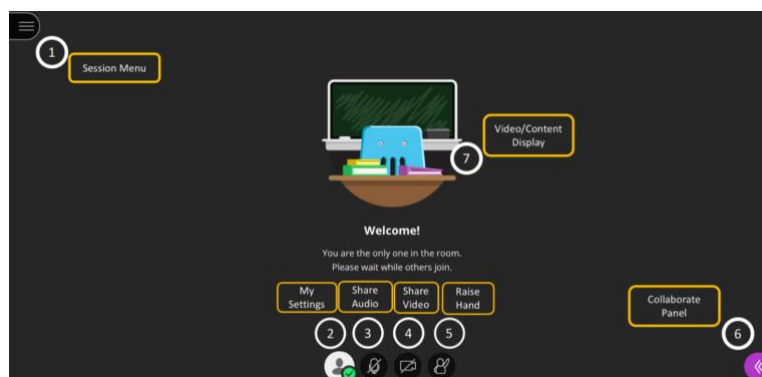 1
Session Menu
Video/Content
Display
7
Welcome!
You are the only one in the room.
Please wait while others join.
My
Settings
Share
Audio
Share
Video
Raise
Hand
Collaborate
Panel
2
3
4
5
6